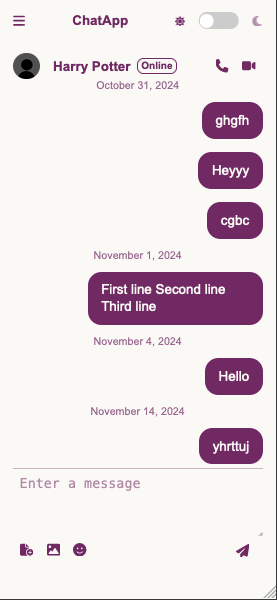 ChatApp
Harry Potter Online
October 31, 2024
ghgfh
Heyyy
cgbc
November 1, 2024
First line Second line
Third line
November 4, 2024
Hello
November 14, 2024
yhrttuj
Enter a message